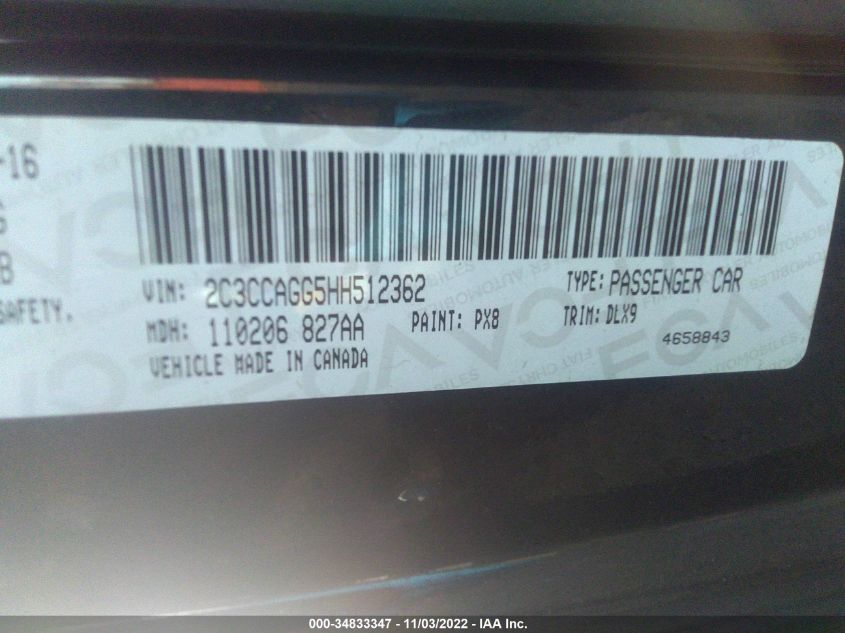 -16
B
SAFETY.
VIN: 2C3CCAGG5HH512362 TYPE: PASSENGER CAR
MDH: 110206 827AA PAINT: PX8 TRIM: DLX9
VEHICLE MADE IN CANADA 4658843
000-34833347 - 11/03/2022 - IAA Inc.